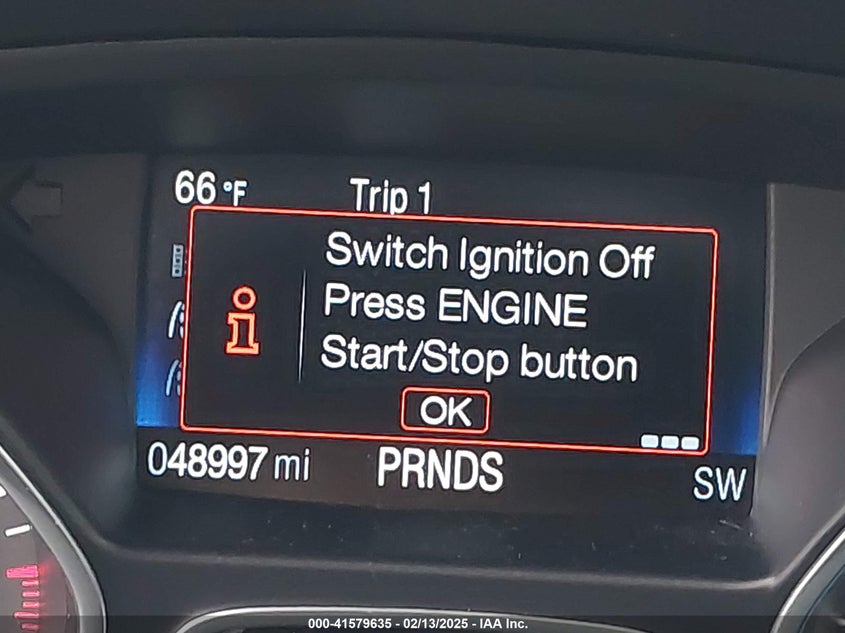 66 °F Trip 1
Switch Ignition Off
Press ENGINE
Start/Stop button
OK
048997 mi PRNDS SW
000-41579635 - 02/13/2025 - IAA Inc.